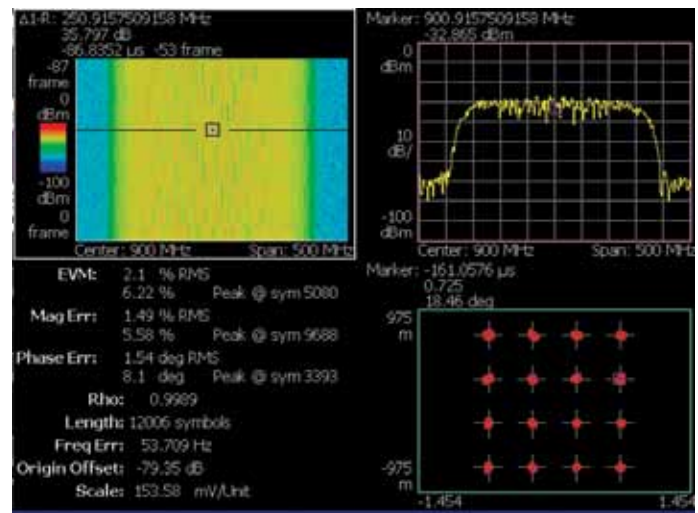 Δ1-R: 250.9157509158 MHz
35.797 dB
-86.8352 µs -53 frame
-87
frame
0
dBm
-100
dBm
0
frame
Center: 900 MHz Span: 500 MHz
Marker: 900.9157509158 MHz
-32.865 dBm
0
dBm
10
dB/
-100
dBm
Center: 900 MHz Span: 500 MHz
EVM: 2.1 % RMS
6.22 % Peak @ sym 5080
Mag Err: 1.49 % RMS
5.58 % Peak @ sym 9688
Phase Err: 1.54 deg RMS
8.1 deg Peak @ sym 3393
Rho: 0.9989
Length: 12006 symbols
Freq Err: 53.709 Hz
Origin Offset: -79.35 dB
Scale: 153.58 mV/Unit
Marker: -161.0576 µs
0.725
18.46 deg
975
m
-975
m
-1.454 1.454